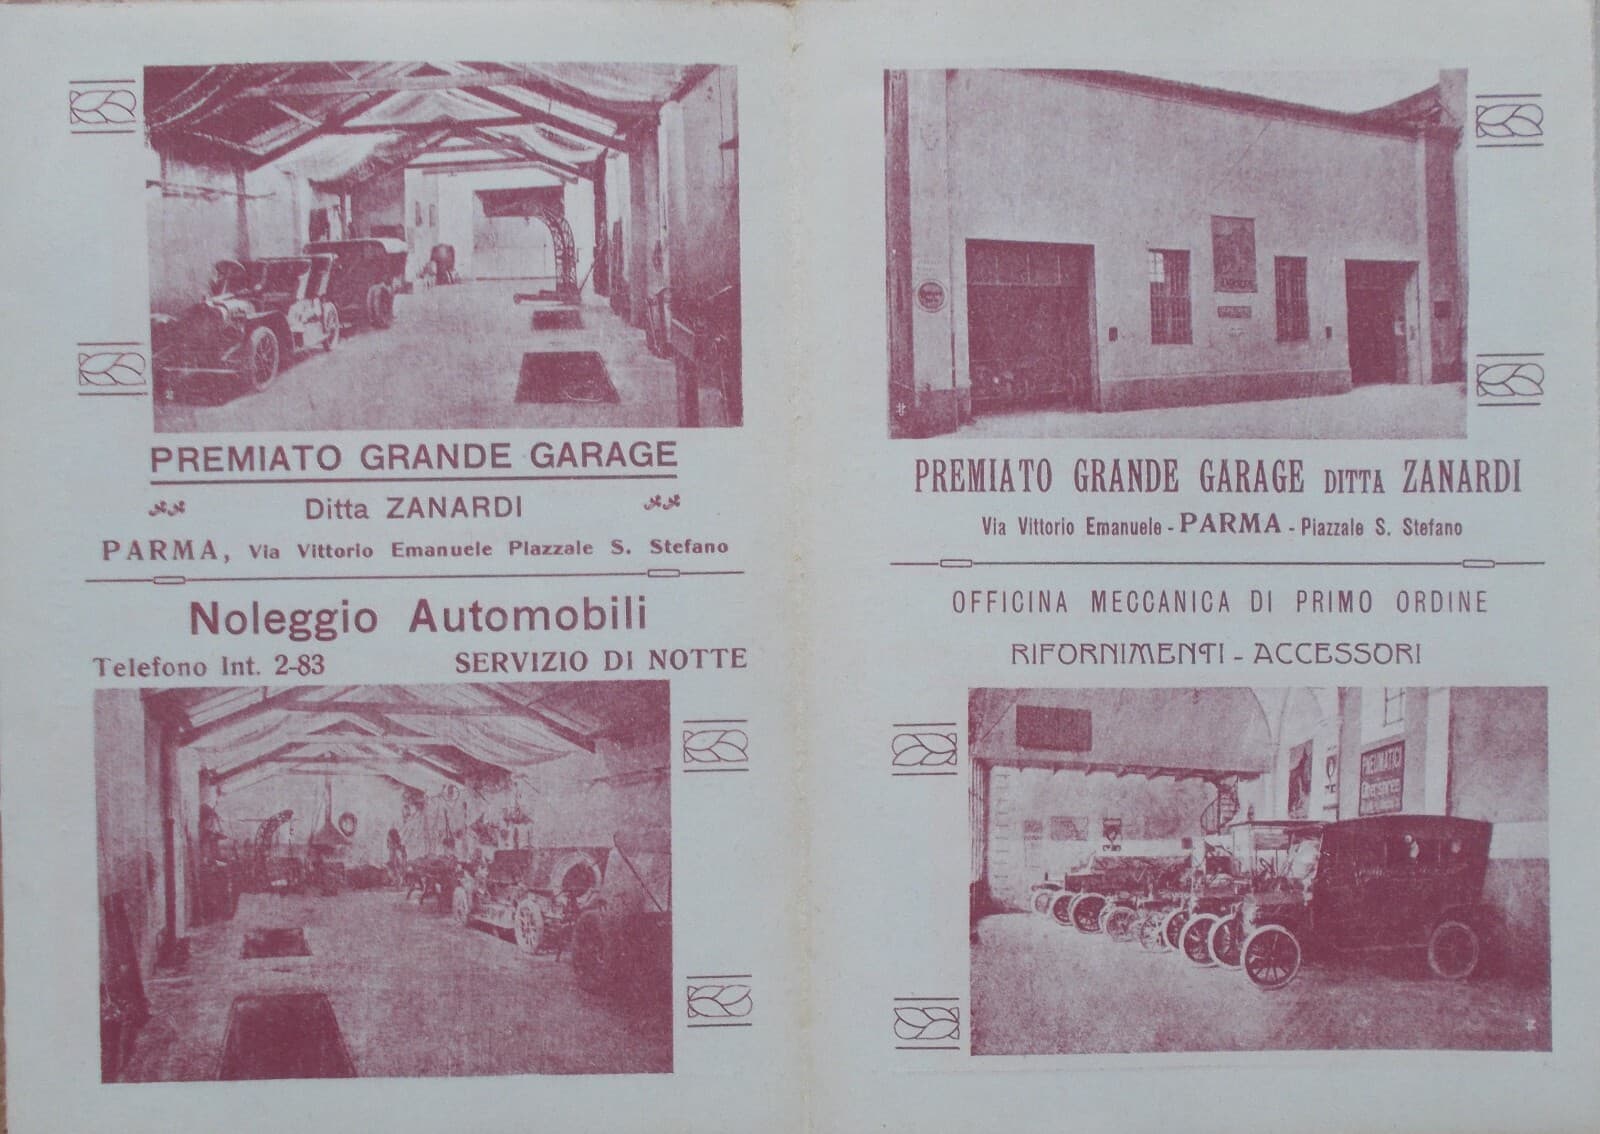 PREMIATO GRANDE GARAGE
Ditta ZANARDI
PARMA, Via Vittorio Emanuele Piazzale S. Stefano
Noleggio Automobili
Telefono Int. 2-83
SERVIZIO DI NOTTE
PREMIATO GRANDE GARAGE DITTA ZANARDI
Via Vittorio Emanuele - PARMA - Piazzale S. Stefano
OFFICINA MECCANICA DI PRIMO ORDINE
RIFORNIMENTI - ACCESSORI
PNEUMATICI